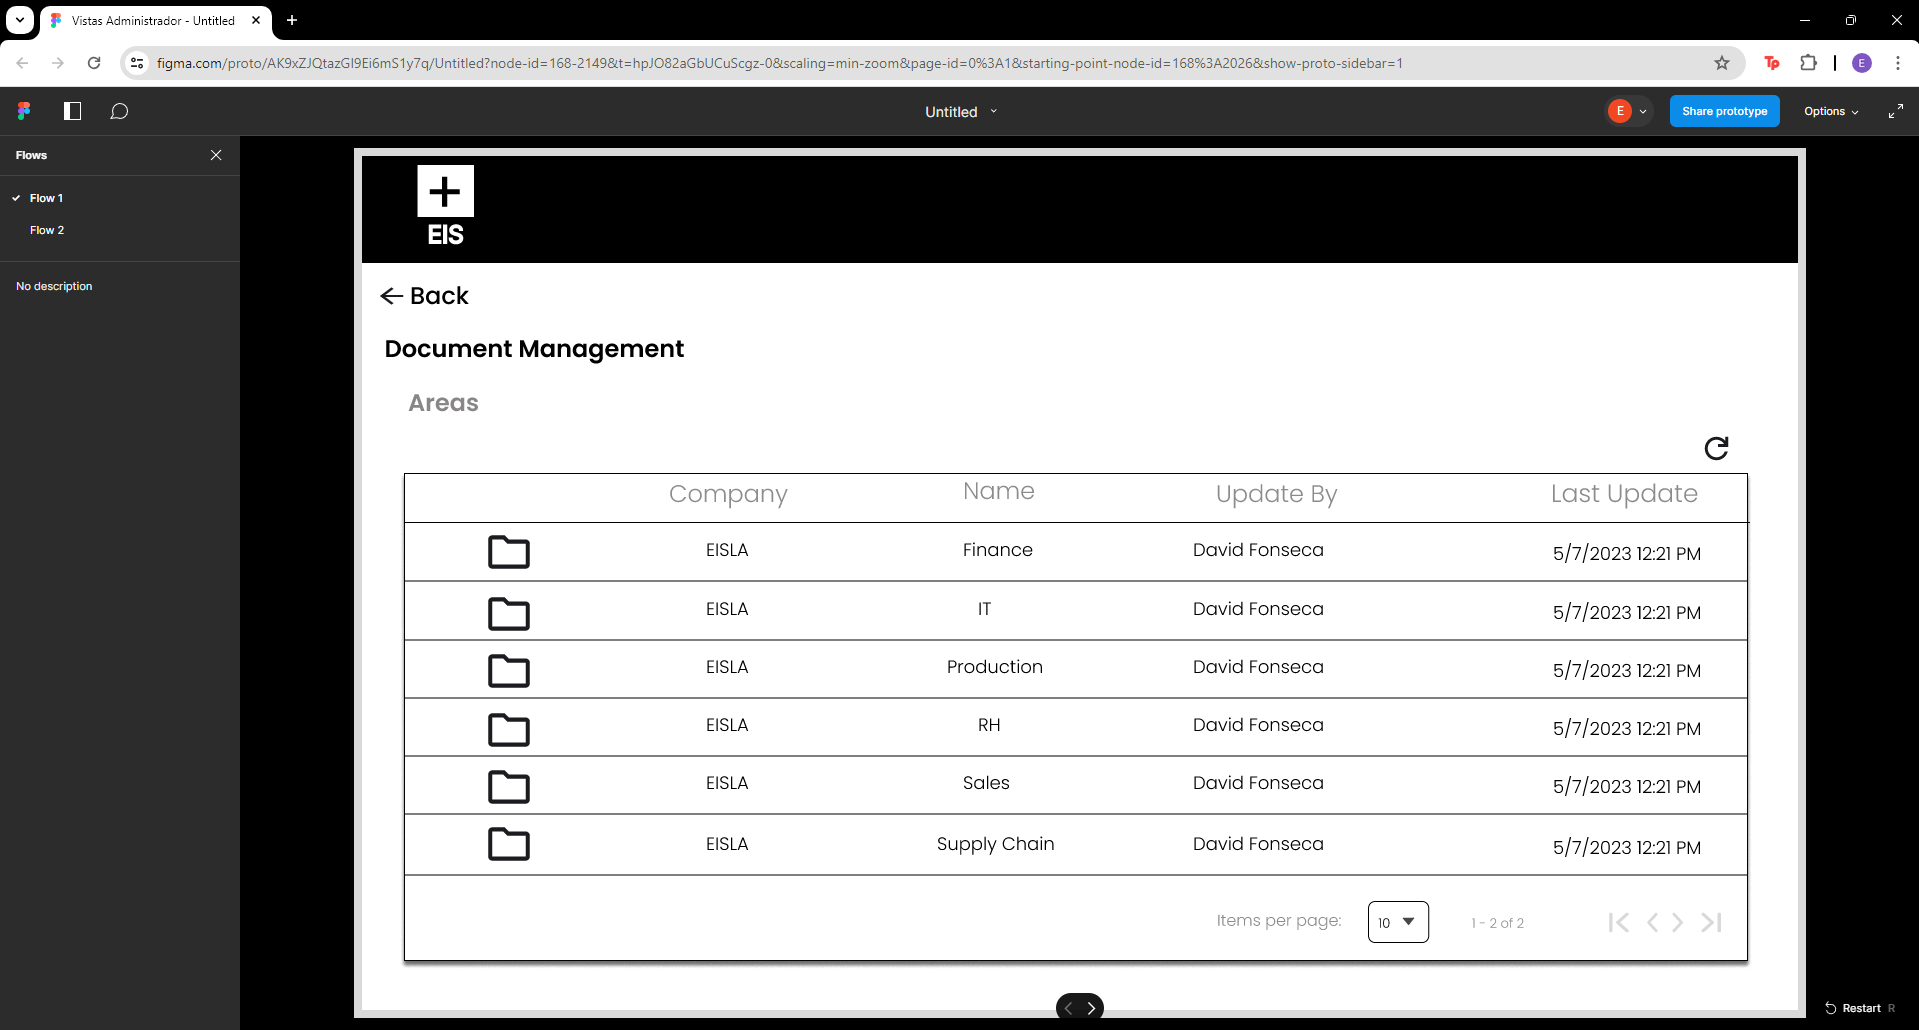 Vistas Administrador - Untitled
figma.com/proto/AK9xZJQtazGl9Ei6mS1y7q/Untitled?node-id=168-2149&t=hpJO82aGbUCuScgz-0&scaling=min-zoom&page-id=0%3A1&starting-point-node-id=168%3A2026&show-proto-sidebar=1
Tp
E
Untitled
E
Share prototype
Options
Flows
Flow 1
Flow 2
No description
EIS
Back
Document Management
Areas
Company Name Update By Last Update
EISLA Finance David Fonseca 5/7/2023 12:21 PM
EISLA IT David Fonseca 5/7/2023 12:21 PM
EISLA Production David Fonseca 5/7/2023 12:21 PM
EISLA RH David Fonseca 5/7/2023 12:21 PM
EISLA Sales David Fonseca 5/7/2023 12:21 PM
EISLA Supply Chain David Fonseca 5/7/2023 12:21 PM
Items per page: 10 1 - 2 of 2
Restart R